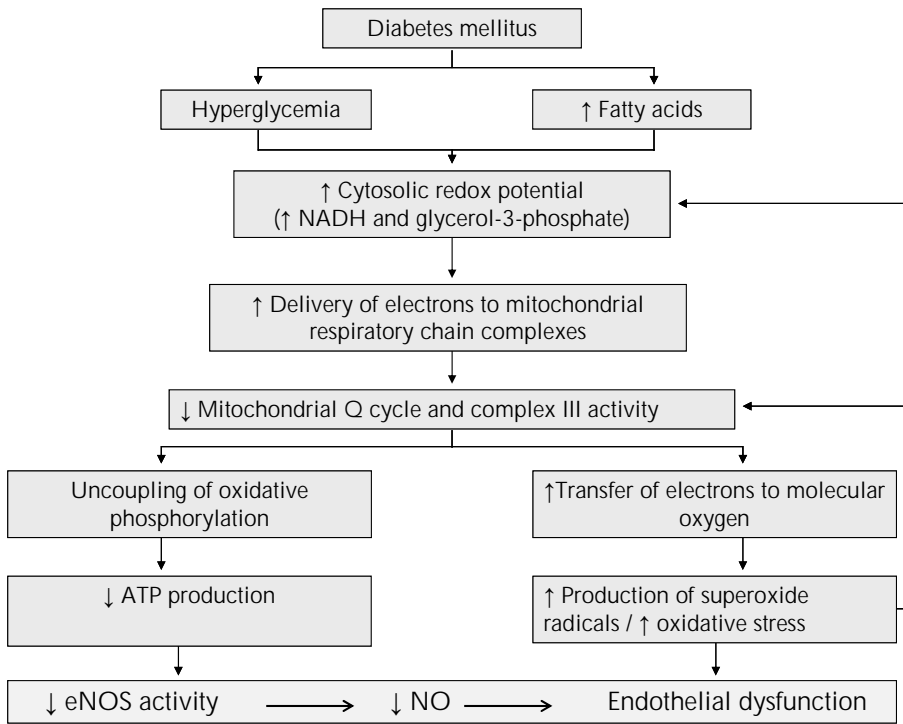 Diabetes mellitus
Hyperglycemia
↑ Fatty acids
↑ Cytosolic redox potential
(↑ NADH and glycerol-3-phosphate)
↑ Delivery of electrons to mitochondrial
respiratory chain complexes
↓ Mitochondrial Q cycle and complex III activity
Uncoupling of oxidative
phosphorylation
↑Transfer of electrons to molecular
oxygen
↓ ATP production
↑ Production of superoxide
radicals / ↑ oxidative stress
↓ eNOS activity → ↓ NO → Endothelial dysfunction